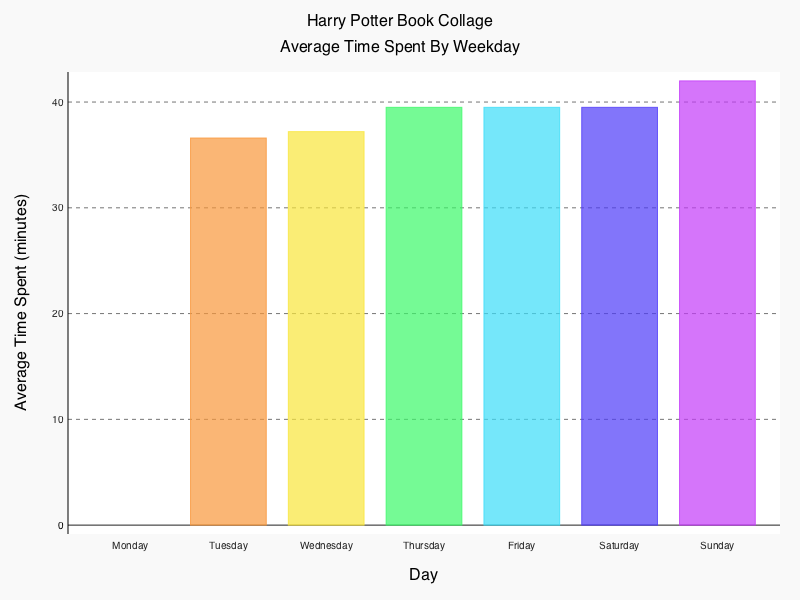 Harry Potter Book Collage
Average Time Spent By Weekday
Average Time Spent (minutes)
40
30
20
10
0
Monday Tuesday Wednesday Thursday Friday Saturday Sunday
Day